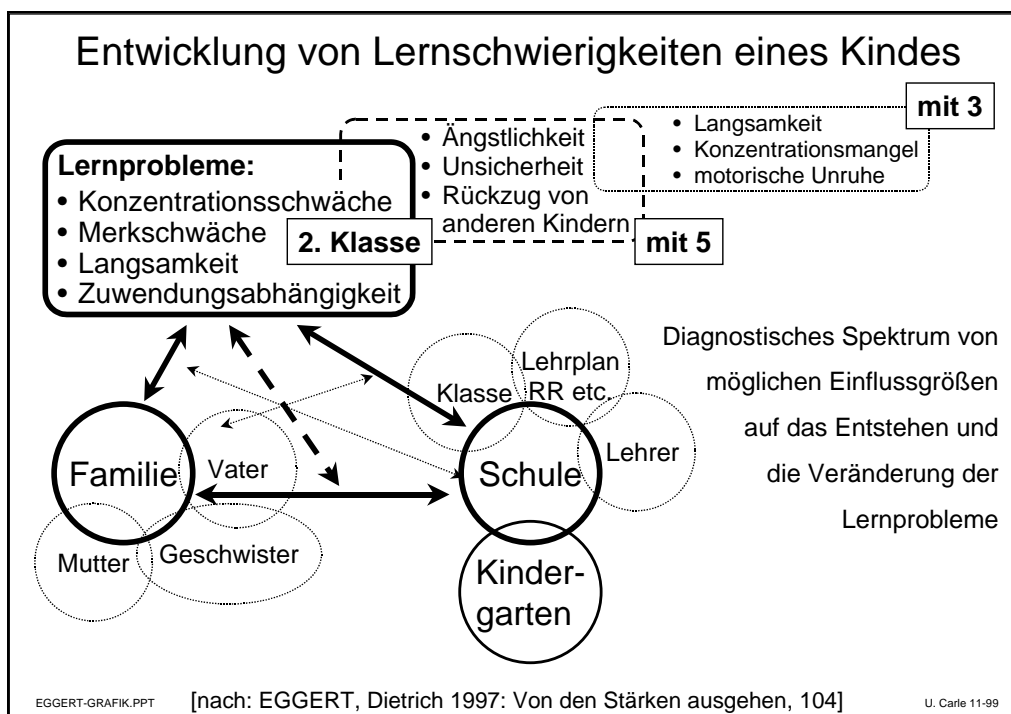 Entwicklung von Lernschwierigkeiten eines Kindes
mit 3
• Langsamkeit
• Konzentrationsmangel
• motorische Unruhe
• Ängstlichkeit
• Unsicherheit
• Rückzug von
anderen Kindern
mit 5
Lernprobleme:
• Konzentrationsschwäche
• Merkschwäche
• Langsamkeit
• Zuwendungsabhängigkeit
2. Klasse
Diagnostisches Spektrum von
möglichen Einflussgrößen
auf das Entstehen und
die Veränderung der
Lernprobleme
Klasse
Lehrplan
RR etc.
Lehrer
Schule
Familie
Vater
Mutter
Geschwister
Kinder-
garten
EGGERT-GRAFIK.PPT
[nach: EGGERT, Dietrich 1997: Von den Stärken ausgehen, 104]
U. Carle 11-99